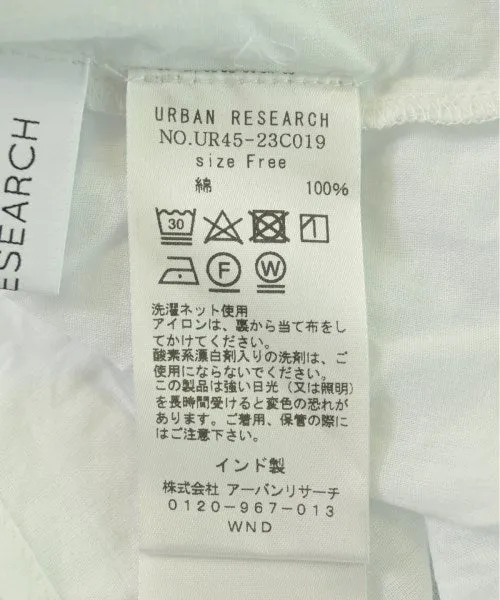 URBAN RESEARCH
NO.UR45-23C019
size Free
綿 100%
30
F W
洗濯ネット使用
アイロンは、裏から当て布をし
てかけてください。
酸素系漂白剤入りの洗剤は、ご
使用にならないでください。
この製品は強い日光（又は照明）
を長時間受けると変色の恐れが
あります。ご着用、保管の際に
はご注意下さい。
インド製
株式会社 アーバンリサーチ
0120-967-013
WND
ESEARCH